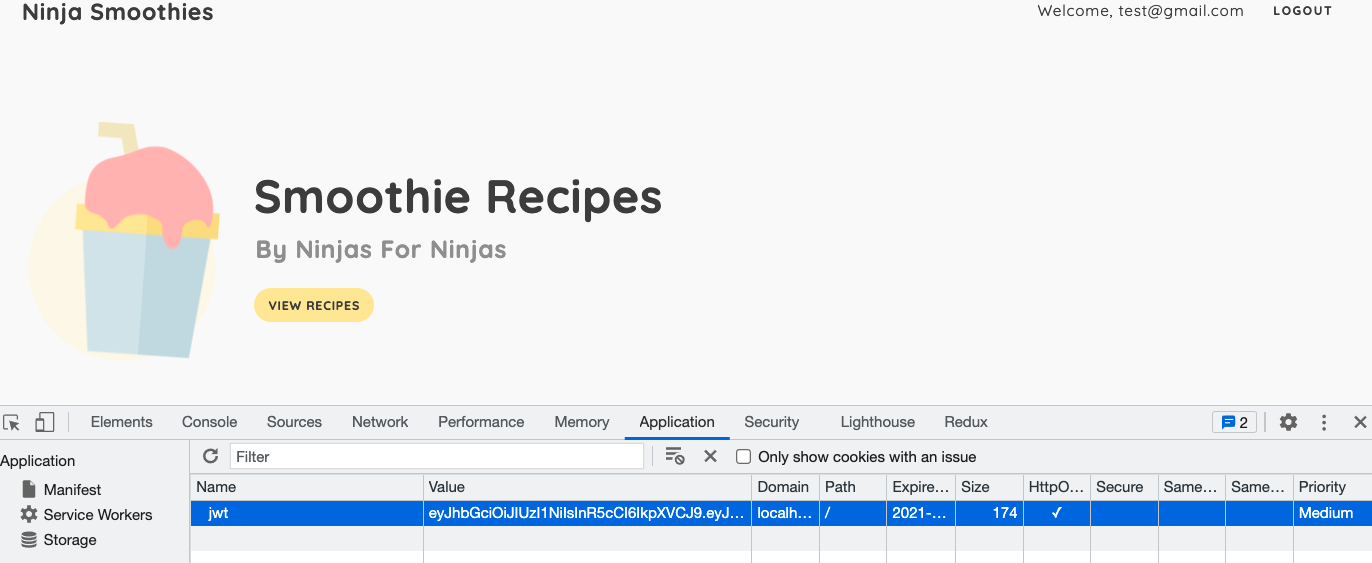 Ninja Smoothies Welcome, test@gmail.com LOGOUT
Smoothie Recipes
By Ninjas For Ninjas
VIEW RECIPES
Elements Console Sources Network Performance Memory Application Security Lighthouse Redux 2
Application
Filter
Only show cookies with an issue
Manifest
Service Workers
Storage
Name Value Domain Path Expire... Size HttpO... Secure Same... Same... Priority
jwt eyJhbGciOiJIUzI1NiIsInR5cCI6IkpXVCJ9.eyJ... localh... / 2021-... 174 ✓ Medium